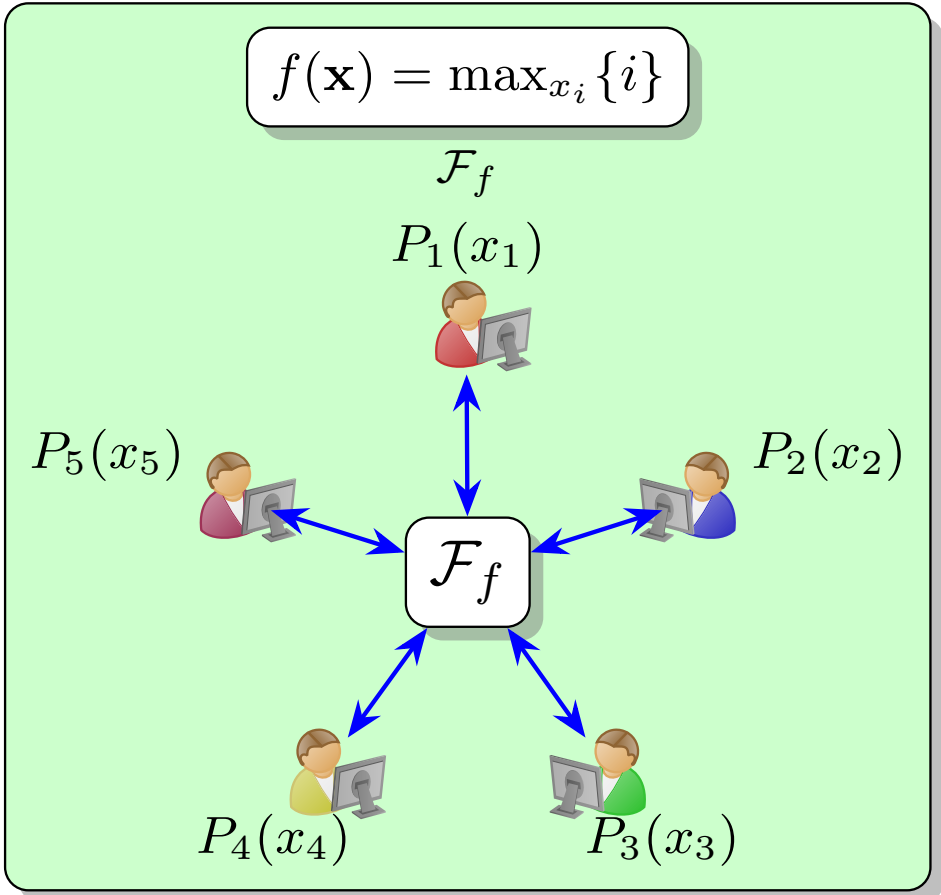 f(𝐱) = max_{x_i}{i}
ℱ_f
P_1(x_1)
P_5(x_5)
P_2(x_2)
ℱ_f
P_4(x_4)
P_3(x_3)